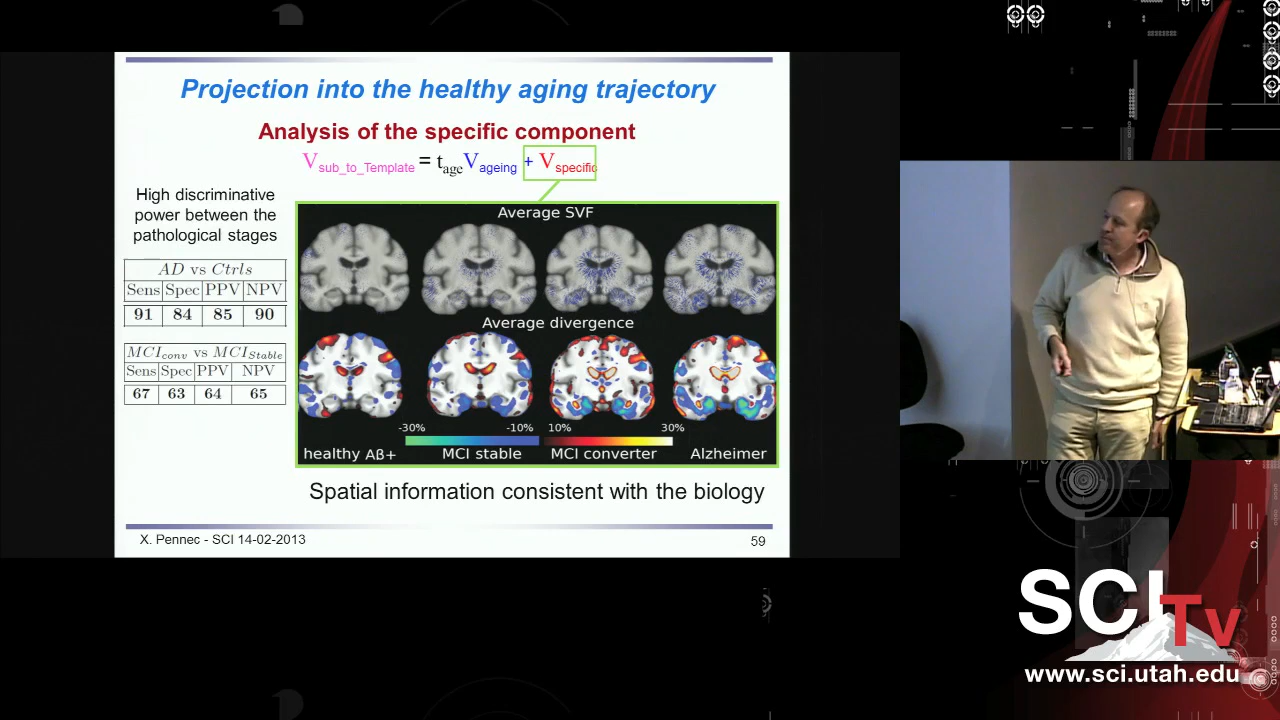 Projection into the healthy aging trajectory
Analysis of the specific component
Vsub_to_Template = tageVageing + Vspecific
High discriminative
power between the
pathological stages
AD vs Ctrls
Sens Spec PPV NPV
91 84 85 90
MCIconv vs MCIStable
Sens Spec PPV NPV
67 63 64 65
Average SVF
Average divergence
-30% -10% 10% 30%
healthy Aβ+ MCI stable MCI converter Alzheimer
Spatial information consistent with the biology
X. Pennec - SCI 14-02-2013
59
SCI Tv
www.sci.utah.edu